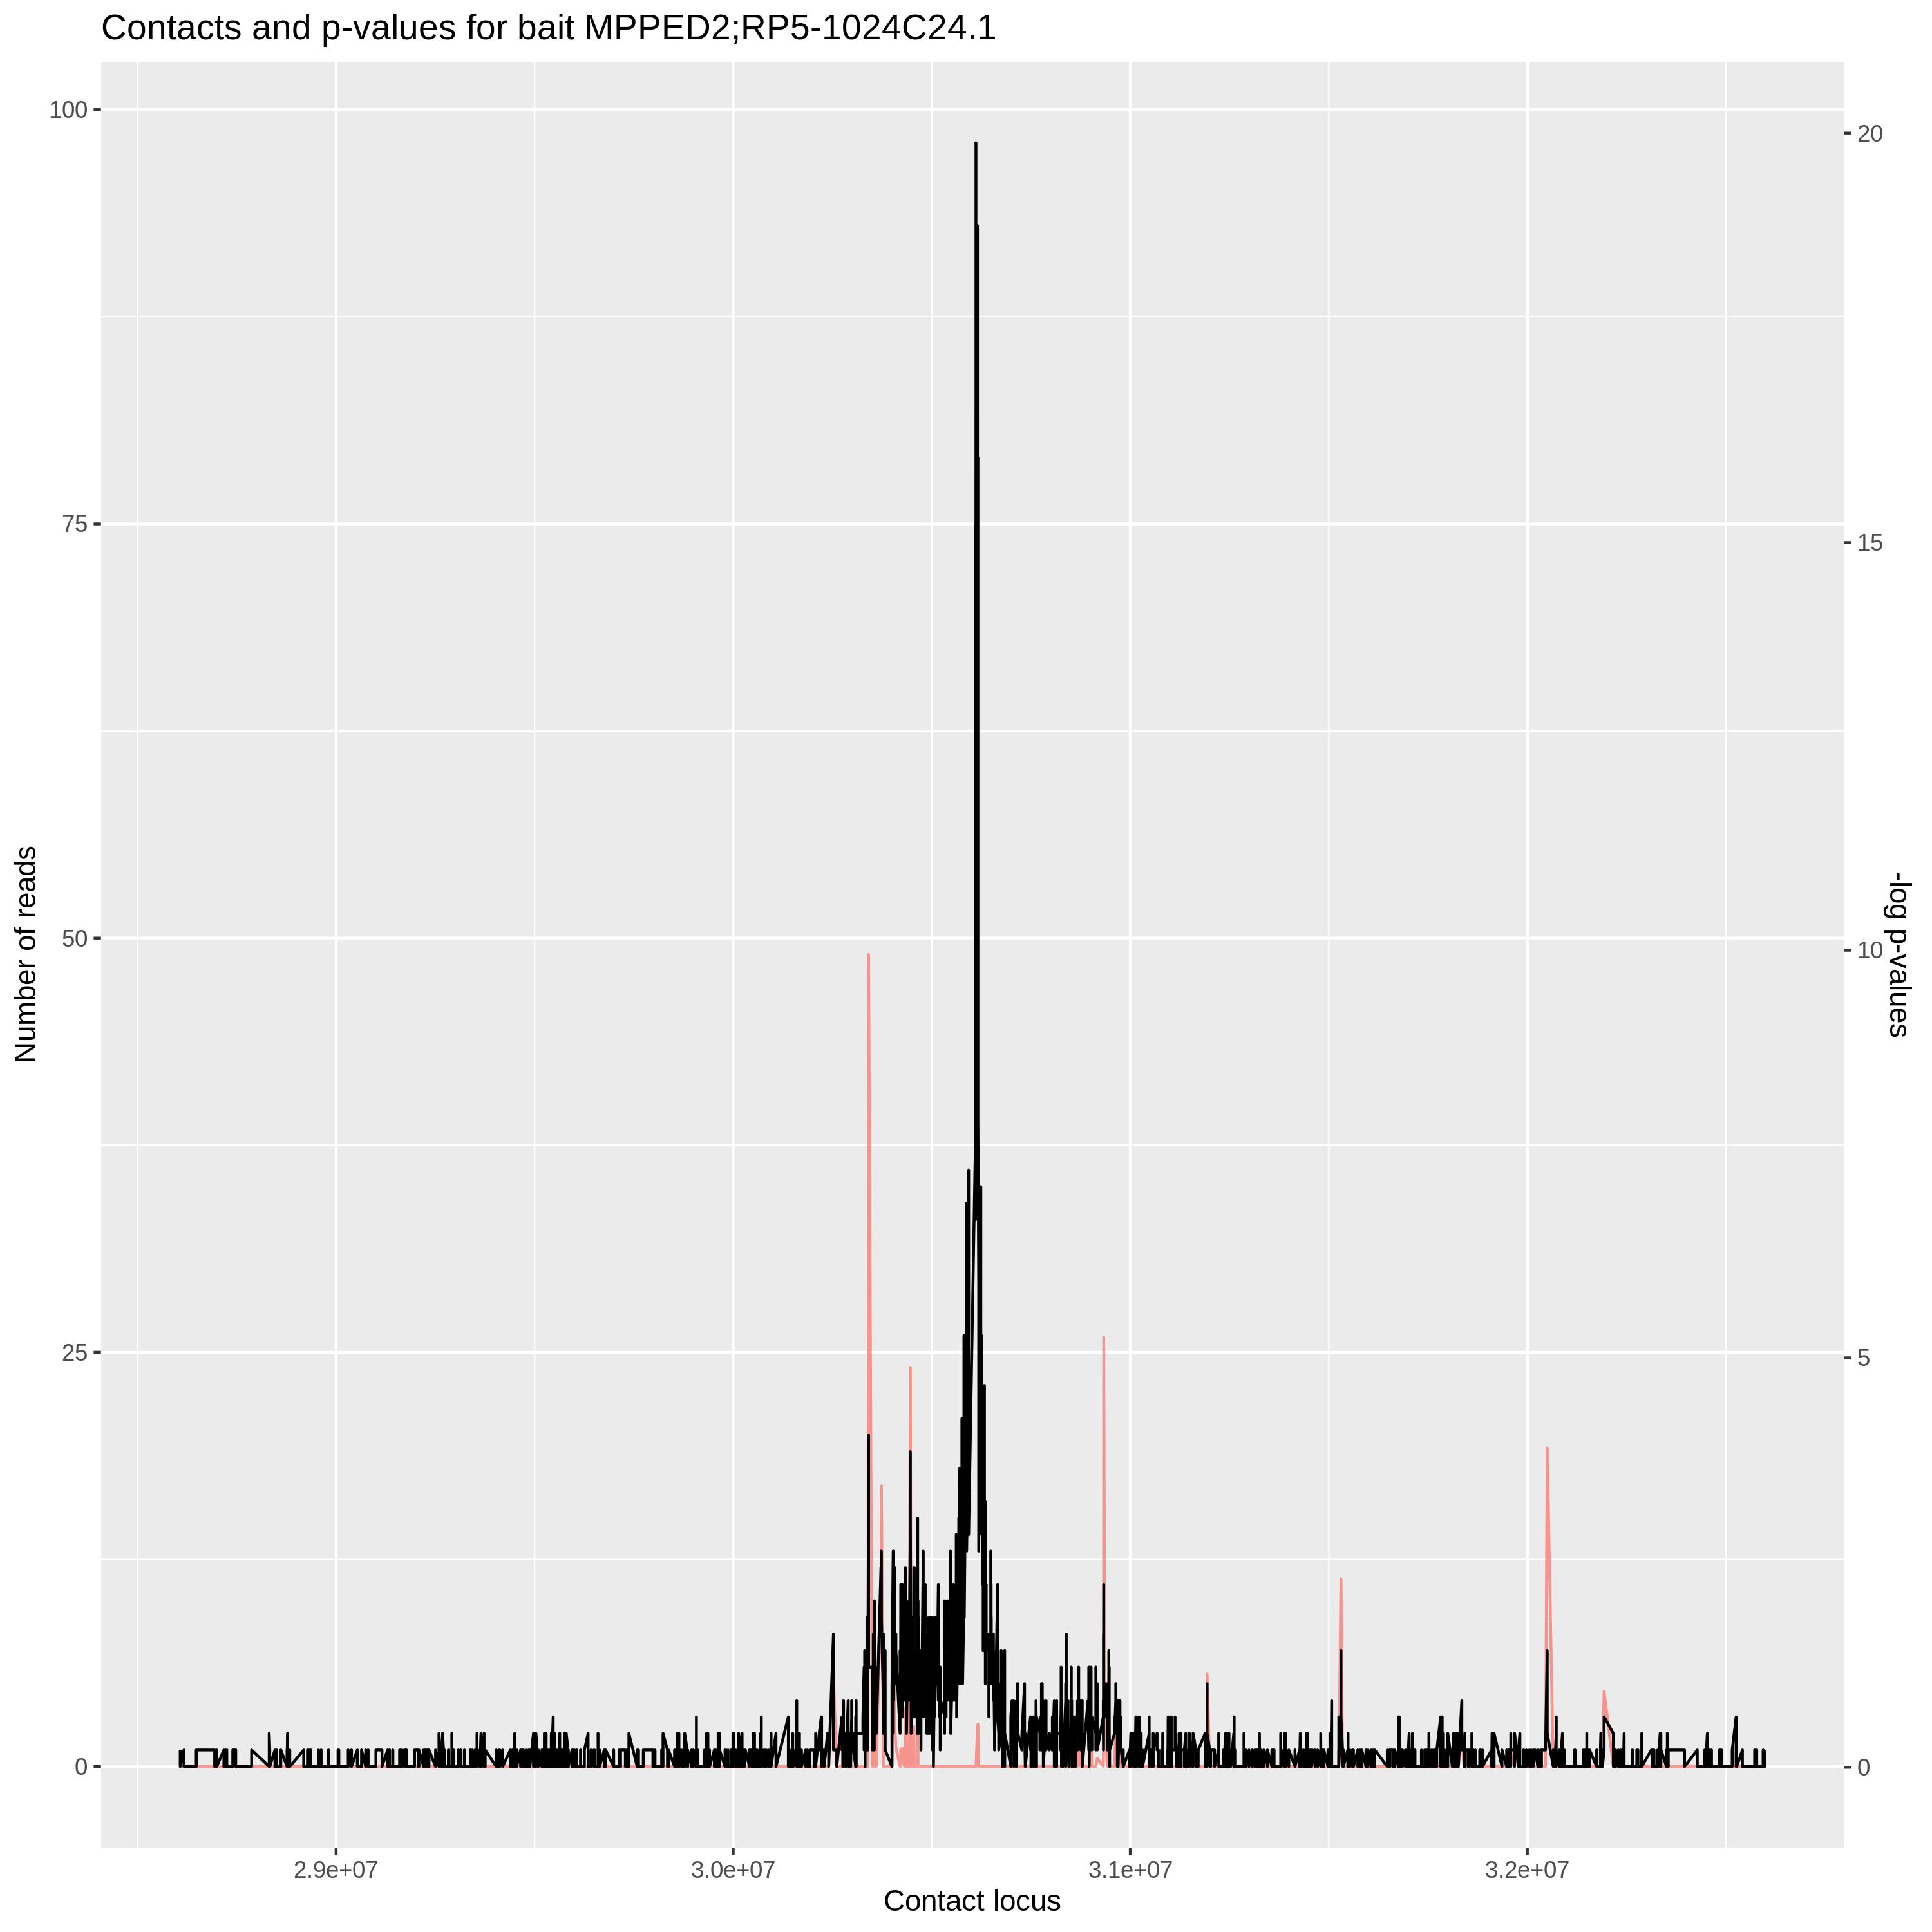 Contacts and p-values for bait MPPED2;RP5-1024C24.1
100
75
50
25
0
Number of reads
20
15
10
5
0
-log p-values
2.9e+07
3.0e+07
3.1e+07
3.2e+07
Contact locus